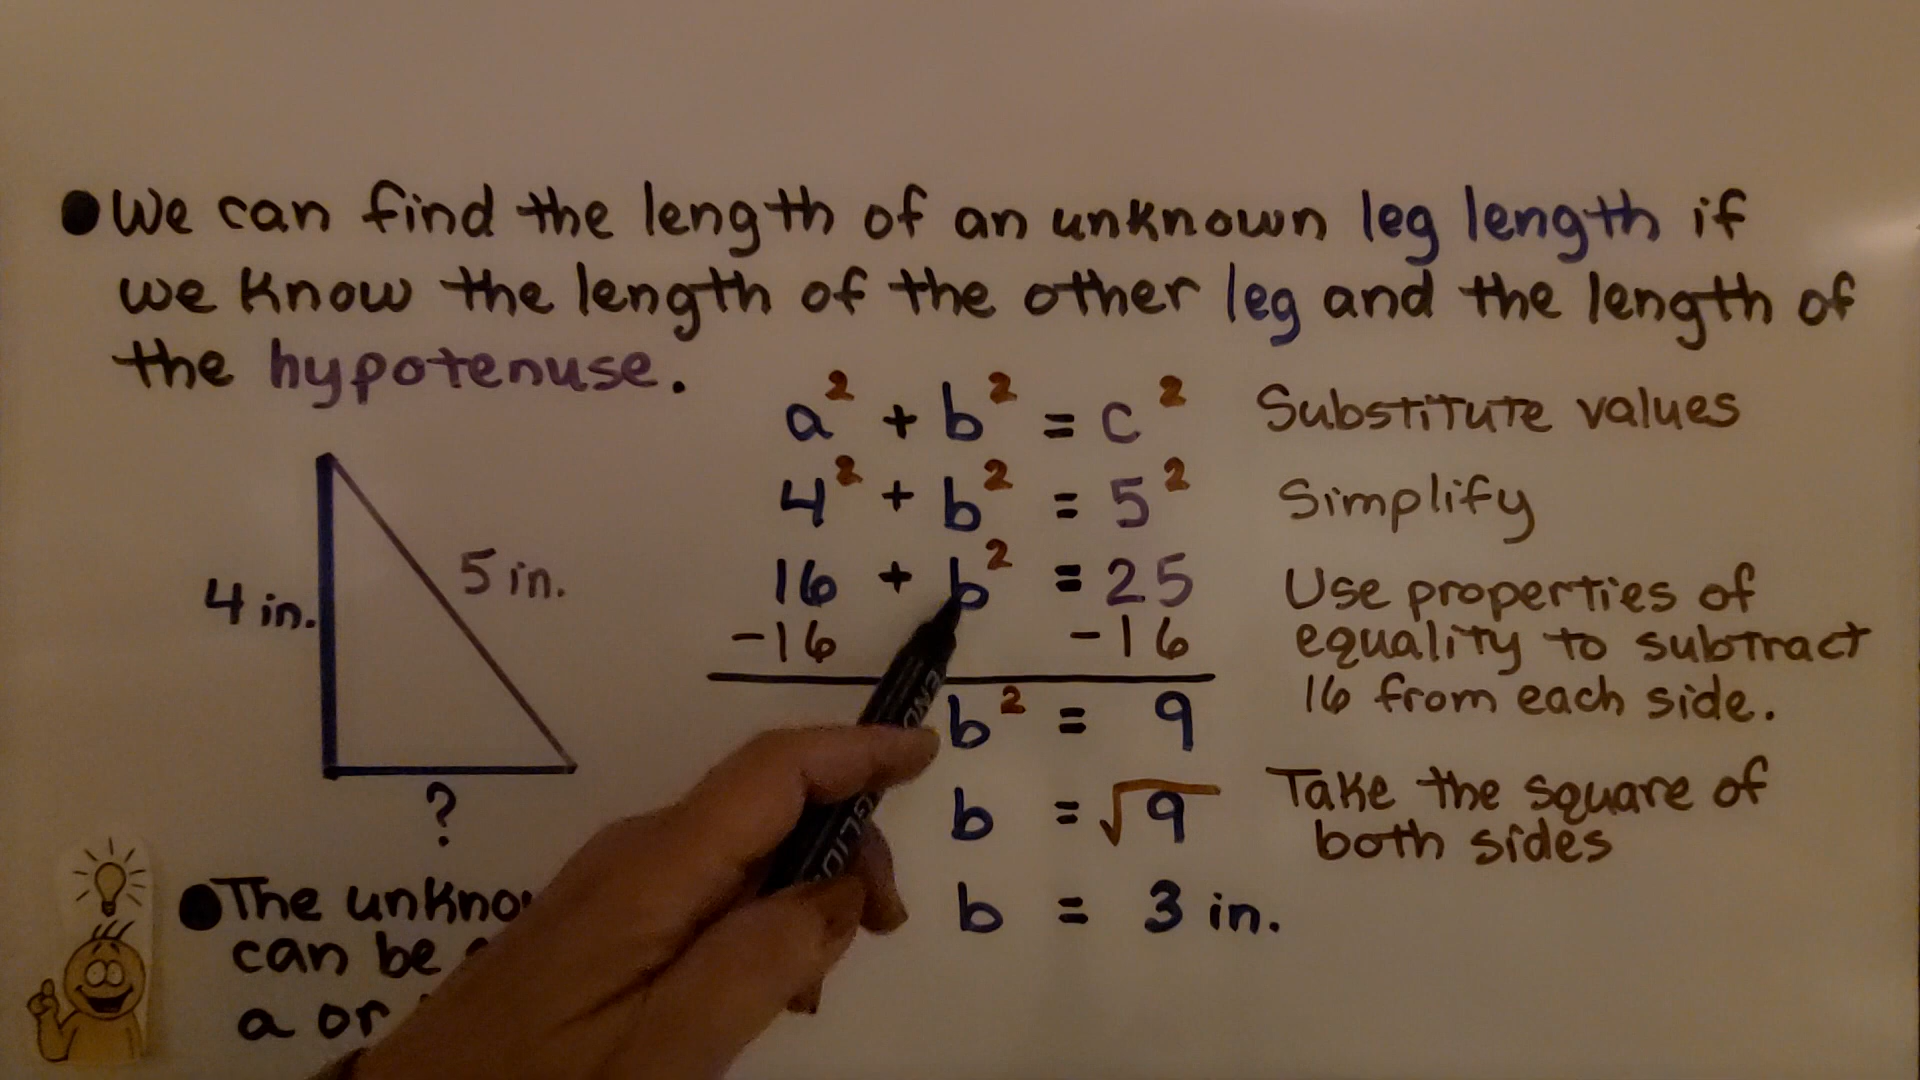 We can find the length of an unknown leg length if
we know the length of the other leg and the length of
the hypotenuse.
a² + b² = c² Substitute values
4² + b² = 5² Simplify
16 + b² = 25 Use properties of
-16 -16 equality to subtract
b² = 9 16 from each side.
b = √9 Take the square of
both sides
b = 3 in.
4 in.
5 in.
?
The
can be
a or